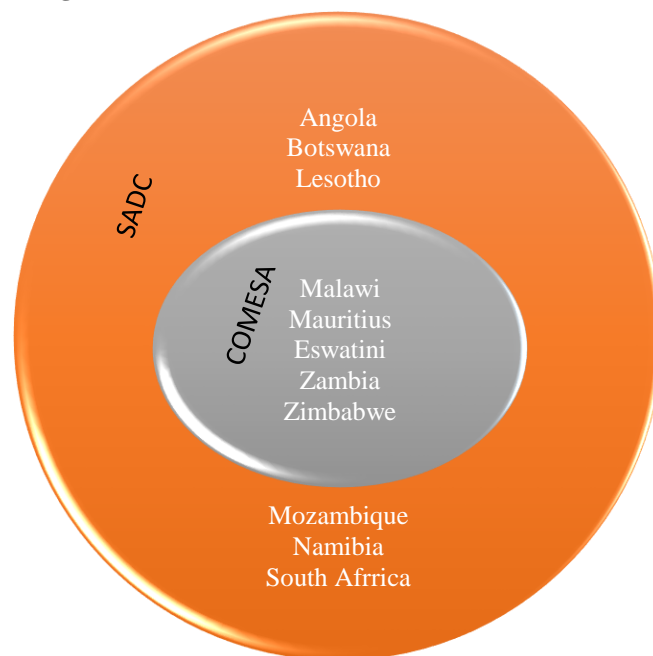 Angola
Botswana
Lesotho
SADC
COMESA
Malawi
Mauritius
Eswatini
Zambia
Zimbabwe
Mozambique
Namibia
South Afrrica